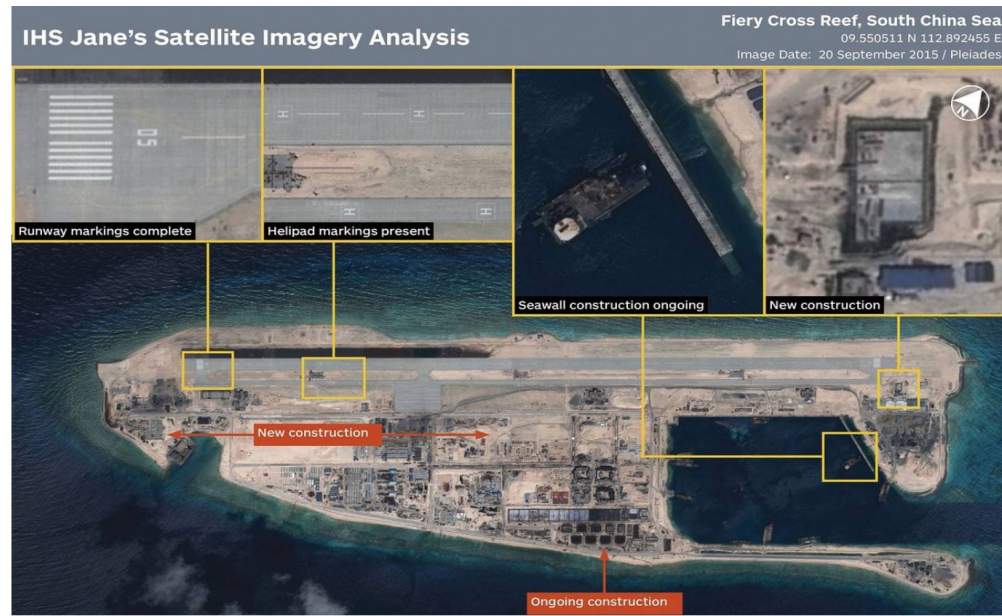 IHS Jane's Satellite Imagery Analysis
Fiery Cross Reef, South China Sea
09.550511 N 112.892455 E
Image Date: 20 September 2015 / Pleiades
05
H
H
H
H
N
Runway markings complete
Helipad markings present
Seawall construction ongoing
New construction
New construction
Ongoing construction